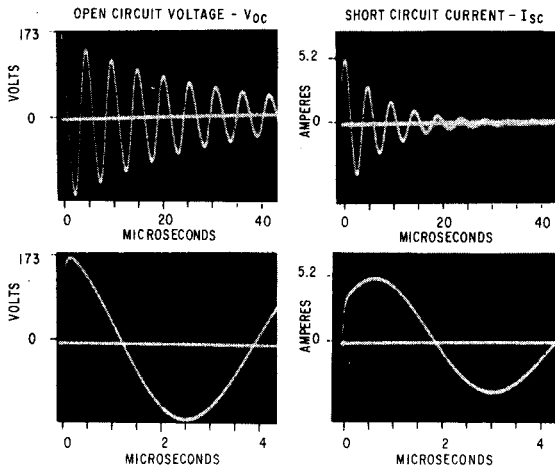 OPEN CIRCUIT VOLTAGE - VOC
SHORT CIRCUIT CURRENT - ISC
173
VOLTS
0
0 20 40
MICROSECONDS
5.2
AMPERES
0
0 20 40
MICROSECONDS
173
VOLTS
0
0 2 4
MICROSECONDS
5.2
AMPERES
0
0 2 4
MICROSECONDS